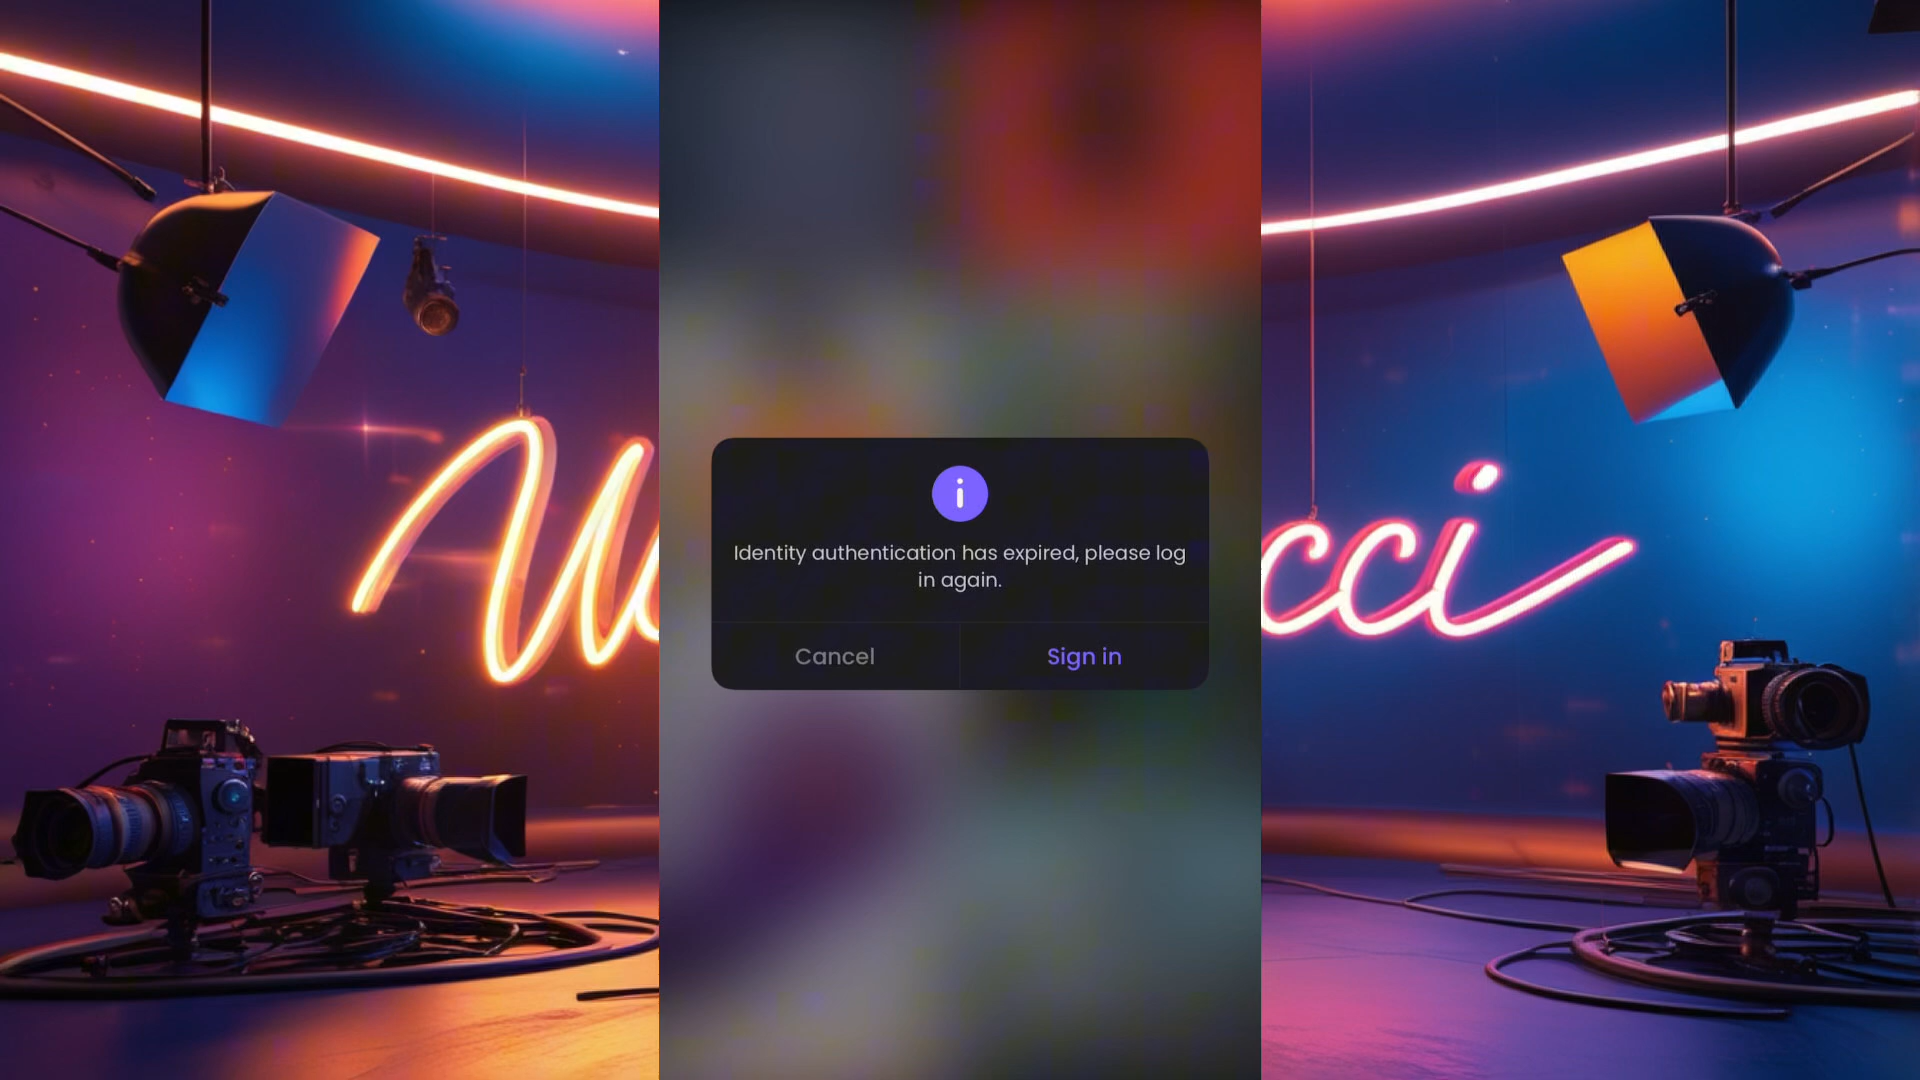 Identity authentication has expired, please log
in again.
Cancel
Sign in
cci